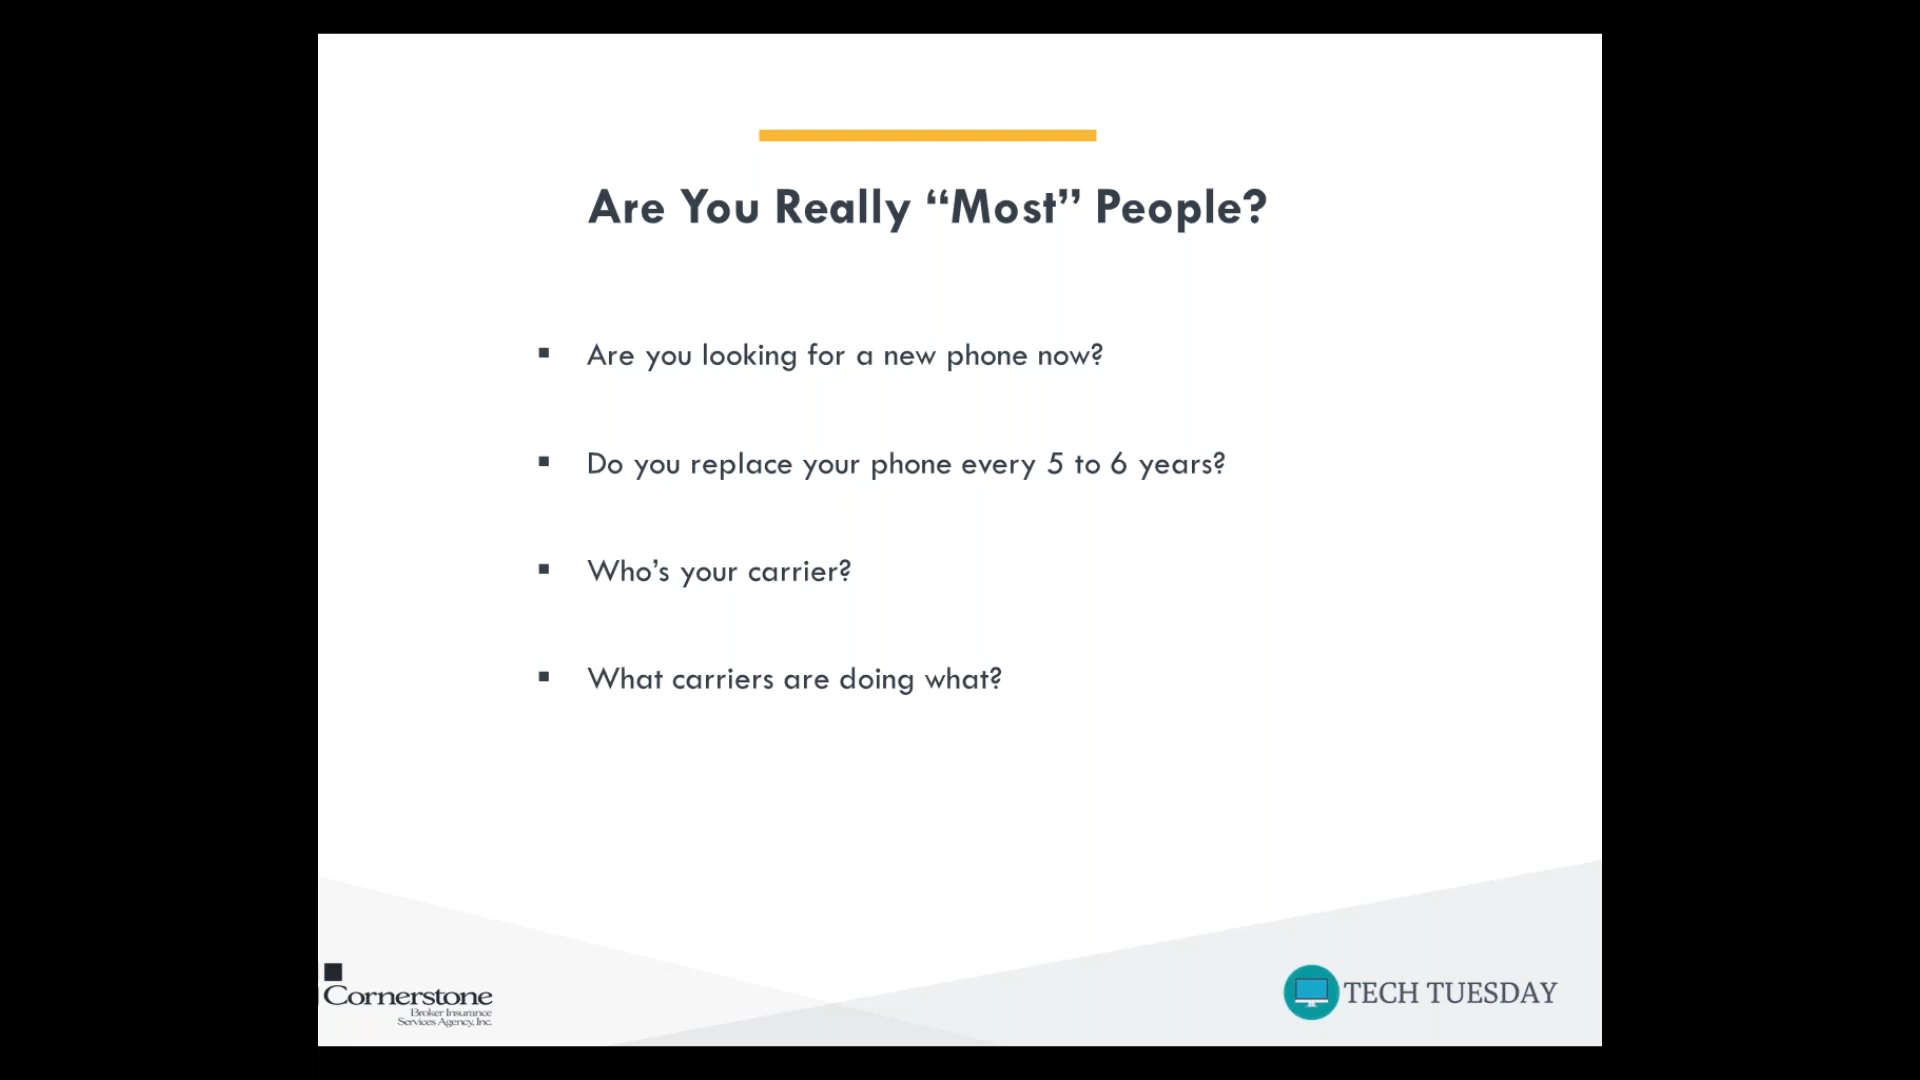 Are You Really “Most” People?
▪ Are you looking for a new phone now?
▪ Do you replace your phone every 5 to 6 years?
▪ Who’s your carrier?
▪ What carriers are doing what?
Cornerstone
Broker Insurance
Services Agency, Inc.
TECH TUESDAY